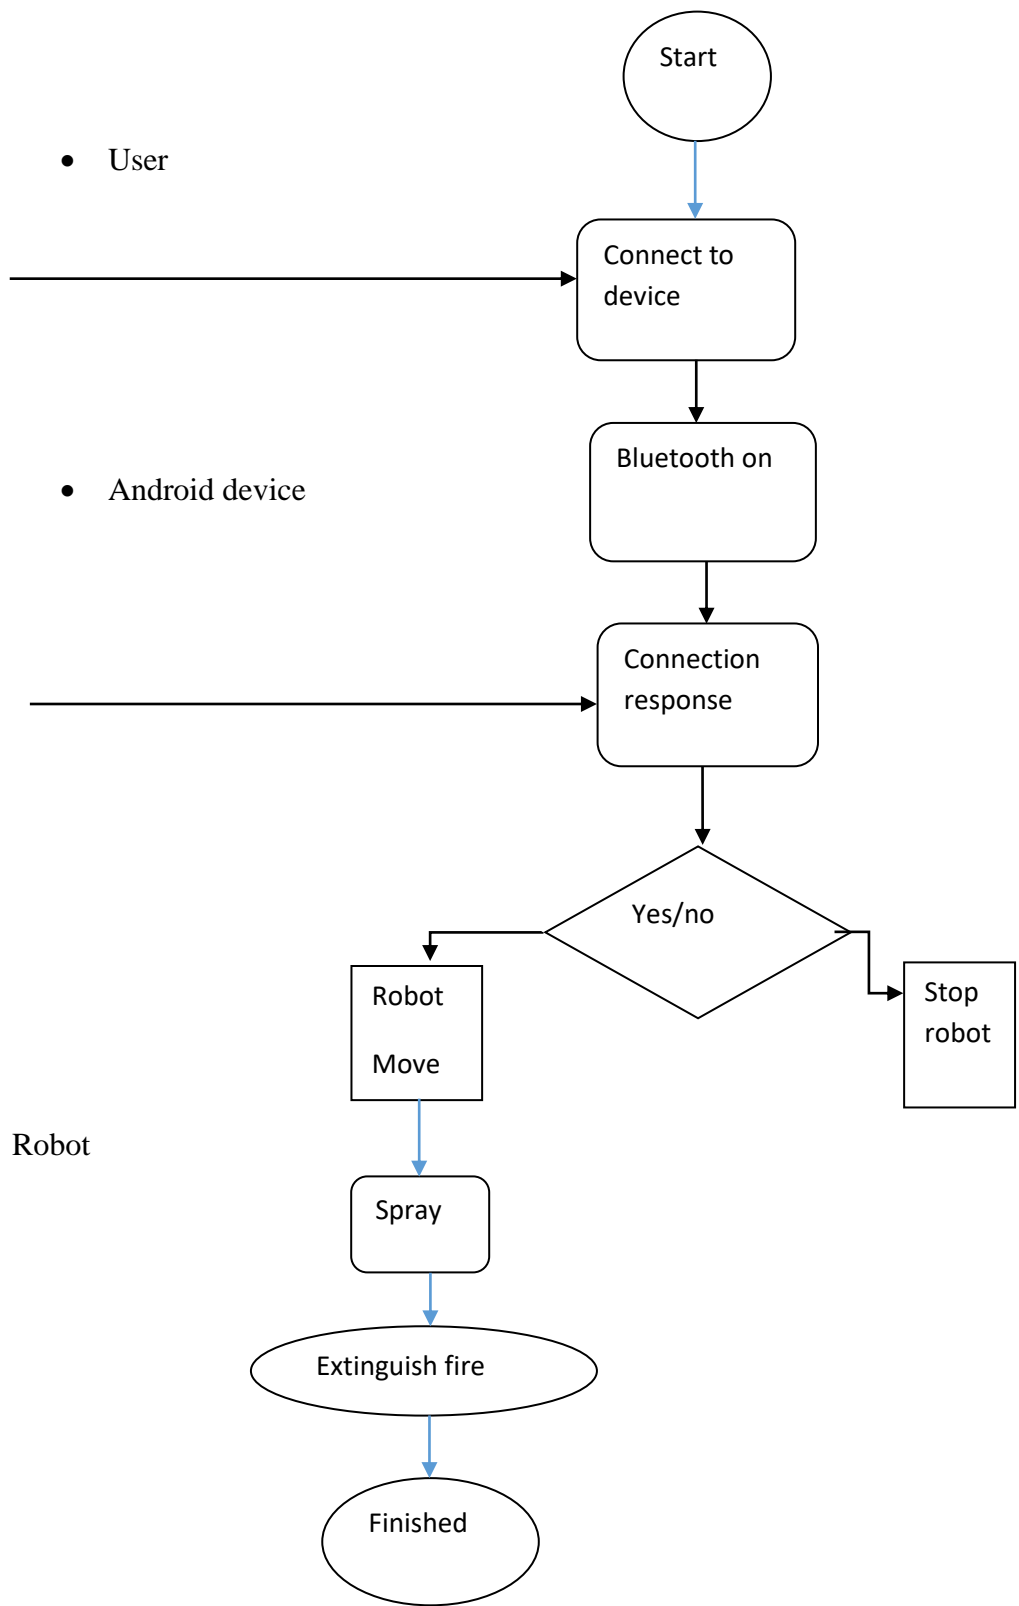 Start
• User
Connect to
device
Bluetooth on
• Android device
Connection
response
Yes/no
Robot
Move
Stop
robot
Robot
Spray
Extinguish fire
Finished